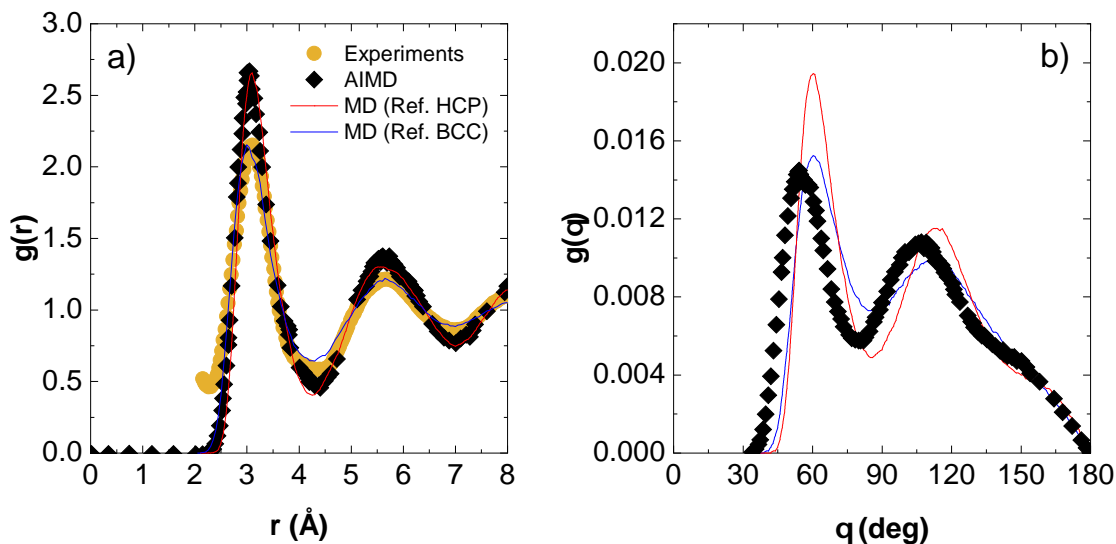 a)
Experiments
AIMD
MD (Ref. HCP)
MD (Ref. BCC)
3.0
2.5
2.0
1.5
1.0
0.5
0.0
g(r)
0 1 2 3 4 5 6 7 8
r (Å)
b)
0.020
0.016
0.012
0.008
0.004
0.000
g(q)
0 30 60 90 120 150 180
q (deg)